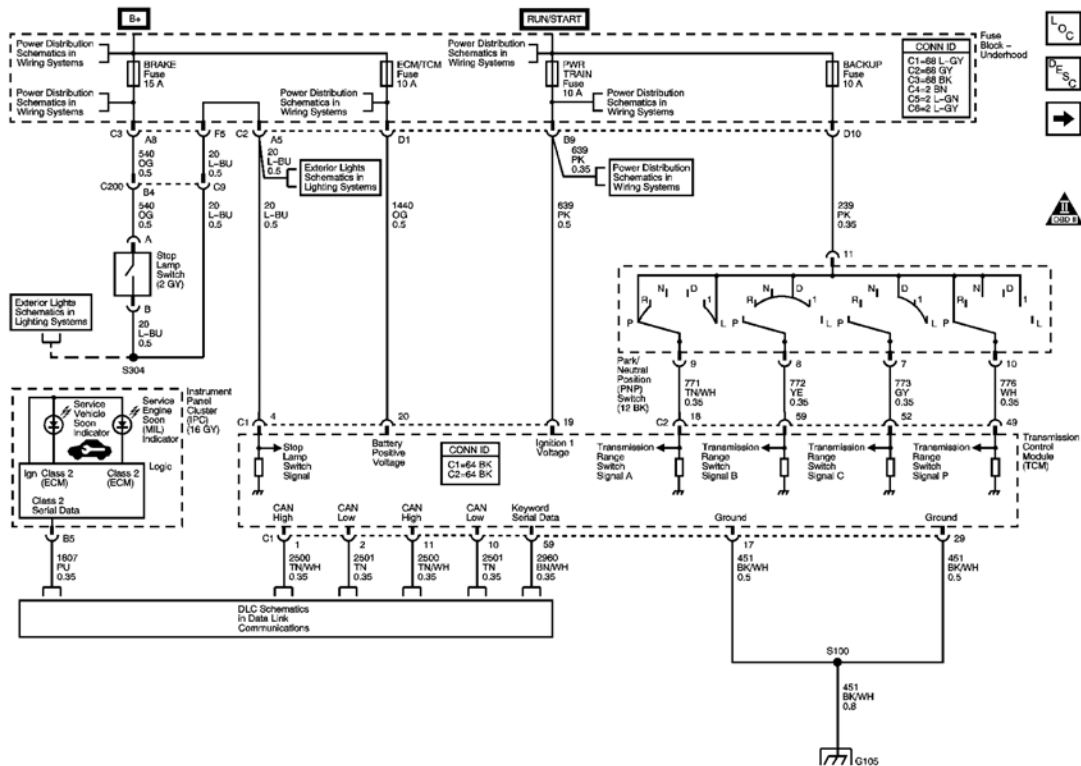 B+
RUN/START
Power Distribution
Schematics in
Wiring Systems
BRAKE
Fuse
15 A
Power Distribution
Schematics in
Wiring Systems
ECM/TCM
Fuse
10 A
Power Distribution
Schematics in
Wiring Systems
Power Distribution
Schematics in
Wiring Systems
PWR
TRAIN
Fuse
10 A
Power Distribution
Schematics in
Wiring Systems
BACKUP
Fuse
10 A
CONN ID
C1=68 L-GY
C2=68 GY
C3=68 BK
C4=2 BN
C5=2 L-GN
C6=2 L-GY
Fuse
Block –
Underhood
L
O
C
D
E
S
C
II
OBD II
C3
A8
F5
C2
A5
D1
B9
D10
540
OG
0.5
20
L-BU
0.5
20
L-BU
0.5
Exterior Lights
Schematics in
Lighting Systems
639
PK
0.35
Power Distribution
Schematics in
Wiring Systems
C200
B4
C9
540
OG
0.5
20
L-BU
0.5
20
L-BU
0.5
1440
OG
0.5
639
PK
0.5
239
PK
0.35
A
Stop
Lamp
Switch
(2 GY)
B
20
L-BU
0.5
Exterior Lights
Schematics in
Lighting Systems
S304
11
P
R
N
D
1
L
P
R
N
D
1
L
P
R
N
D
1
L
P
R
N
D
1
L
Park/
Neutral
Position
(PNP)
Switch
(12 BK)
9
8
7
10
771
TN/WH
0.35
772
YE
0.35
773
GY
0.35
776
WH
0.35
C2
18
59
52
49
C1
4
20
19
Service
Vehicle
Soon
Indicator
Service
Engine
Soon
(MIL)
Indicator
Instrument
Panel
Cluster
(IPC)
(16 GY)
Logic
Ign
Class 2
(ECM)
Class 2
(ECM)
Class 2
Serial Data
Stop
Lamp
Switch
Signal
Battery
Positive
Voltage
CONN ID
C1=64 BK
C2=64 BK
Ignition 1
Voltage
Transmission
Range
Switch
Signal A
Transmission
Range
Switch
Signal B
Transmission
Range
Switch
Signal C
Transmission
Range
Switch
Signal P
Transmission
Control
Module
(TCM)
CAN
High
CAN
Low
CAN
High
CAN
Low
Keyword
Serial Data
Ground
Ground
B5
C1
1
2
11
10
59
17
29
1807
PU
0.35
2500
TN/WH
0.35
2501
TN
0.35
2500
TN/WH
0.35
2501
TN
0.35
2960
BN/WH
0.35
451
BK/WH
0.5
451
BK/WH
0.5
DLC Schematics
in Data Link
Communications
S100
451
BK/WH
0.8
G105